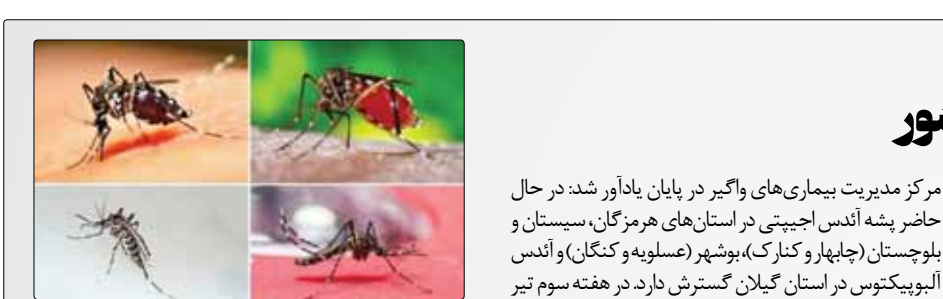 مرکز مدیریت بیماری‌های واگیر در پایان یادآور شد: در حال
حاضر پشه آئدس اجیپتی در استان‌های هرمزگان، سیستان و
بلوچستان (چابهار و کنارک)، بوشهر (عسلویه و کنگان) و آئدس
آلبوپیکتوس در استان گیلان گسترش دارد. در هفته سوم تیر